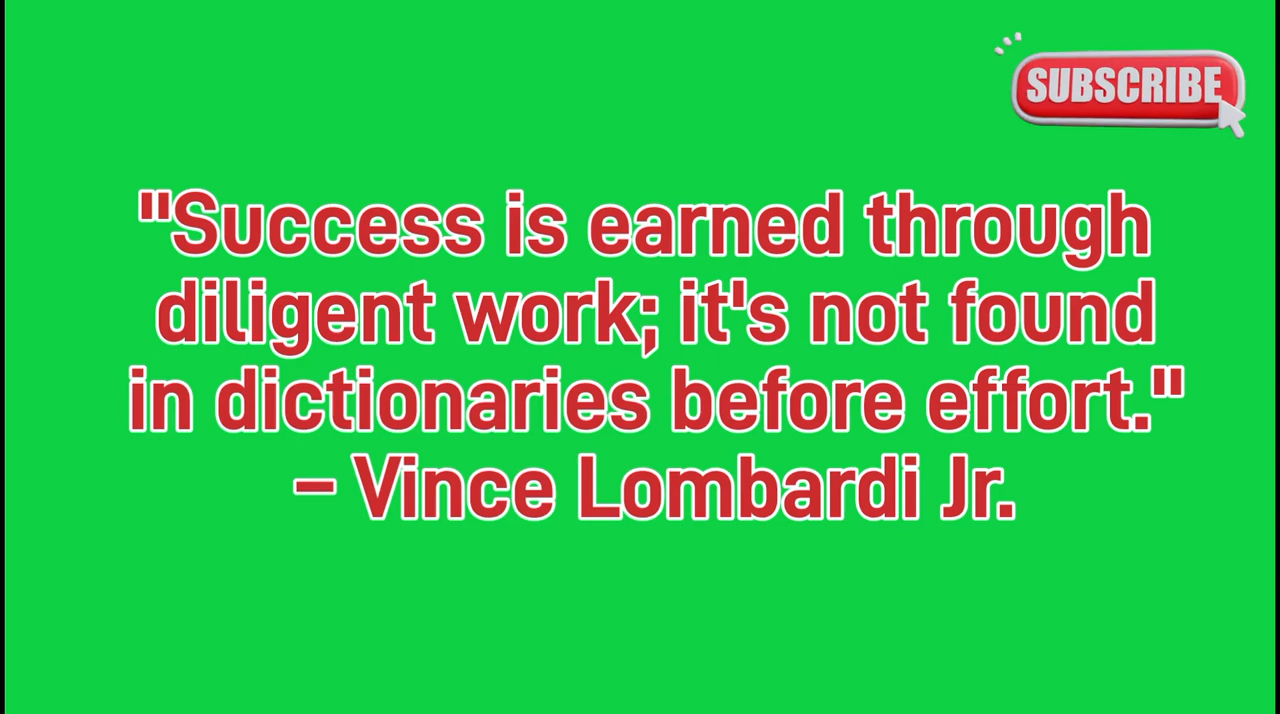 SUBSCRIBE
"Success is earned through
diligent work; it's not found
in dictionaries before effort."
– Vince Lombardi Jr.